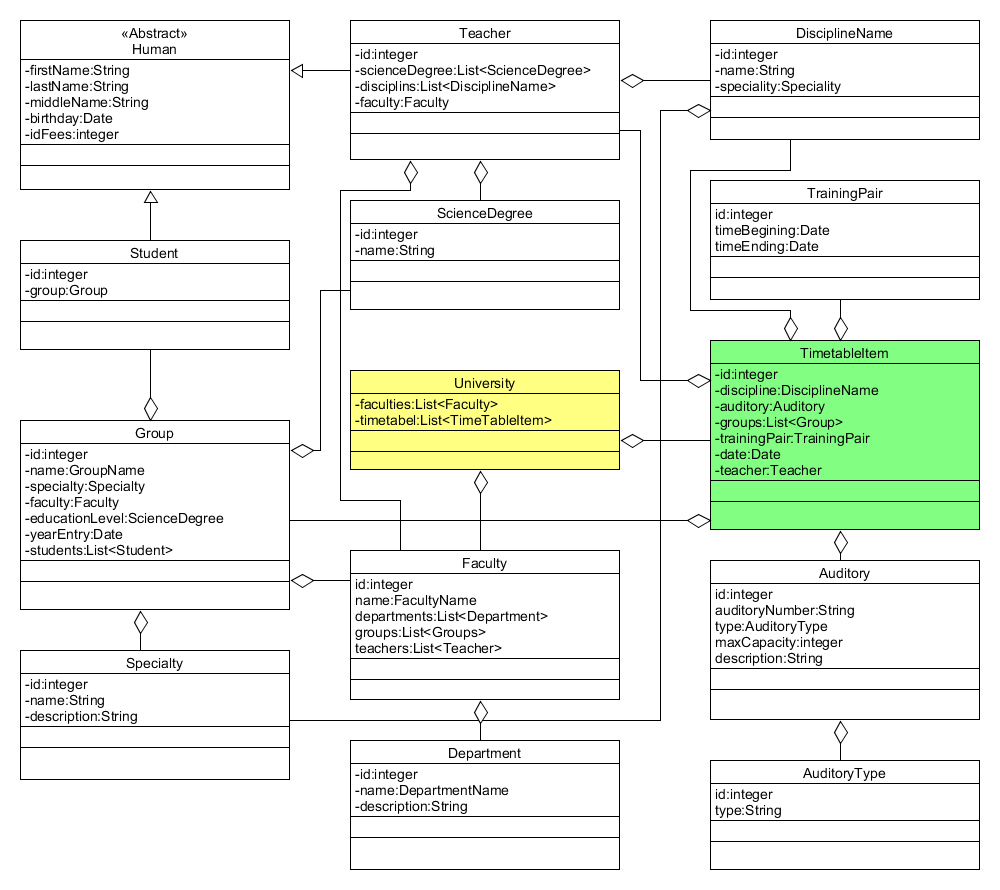 «Abstract»
Human
-firstName:String
-lastName:String
-middleName:String
-birthday:Date
-idFees:integer
Teacher
-id:integer
-scienceDegree:List<ScienceDegree>
-disciplins:List<DisciplineName>
-faculty:Faculty
DisciplineName
-id:integer
-name:String
-speciality:Speciality
TrainingPair
id:integer
timeBegining:Date
timeEnding:Date
ScienceDegree
-id:integer
-name:String
Student
-id:integer
-group:Group
University
-faculties:List<Faculty>
-timetabel:List<TimeTableItem>
TimetableItem
-id:integer
-discipline:DisciplineName
-auditory:Auditory
-groups:List<Group>
-trainingPair:TrainingPair
-date:Date
-teacher:Teacher
Group
-id:integer
-name:GroupName
-specialty:Specialty
-faculty:Faculty
-educationLevel:ScienceDegree
-yearEntry:Date
-students:List<Student>
Faculty
id:integer
name:FacultyName
departments:List<Department>
groups:List<Groups>
teachers:List<Teacher>
Auditory
id:integer
auditoryNumber:String
type:AuditoryType
maxCapacity:integer
description:String
Specialty
-id:integer
-name:String
-description:String
Department
-id:integer
-name:DepartmentName
-description:String
AuditoryType
id:integer
type:String